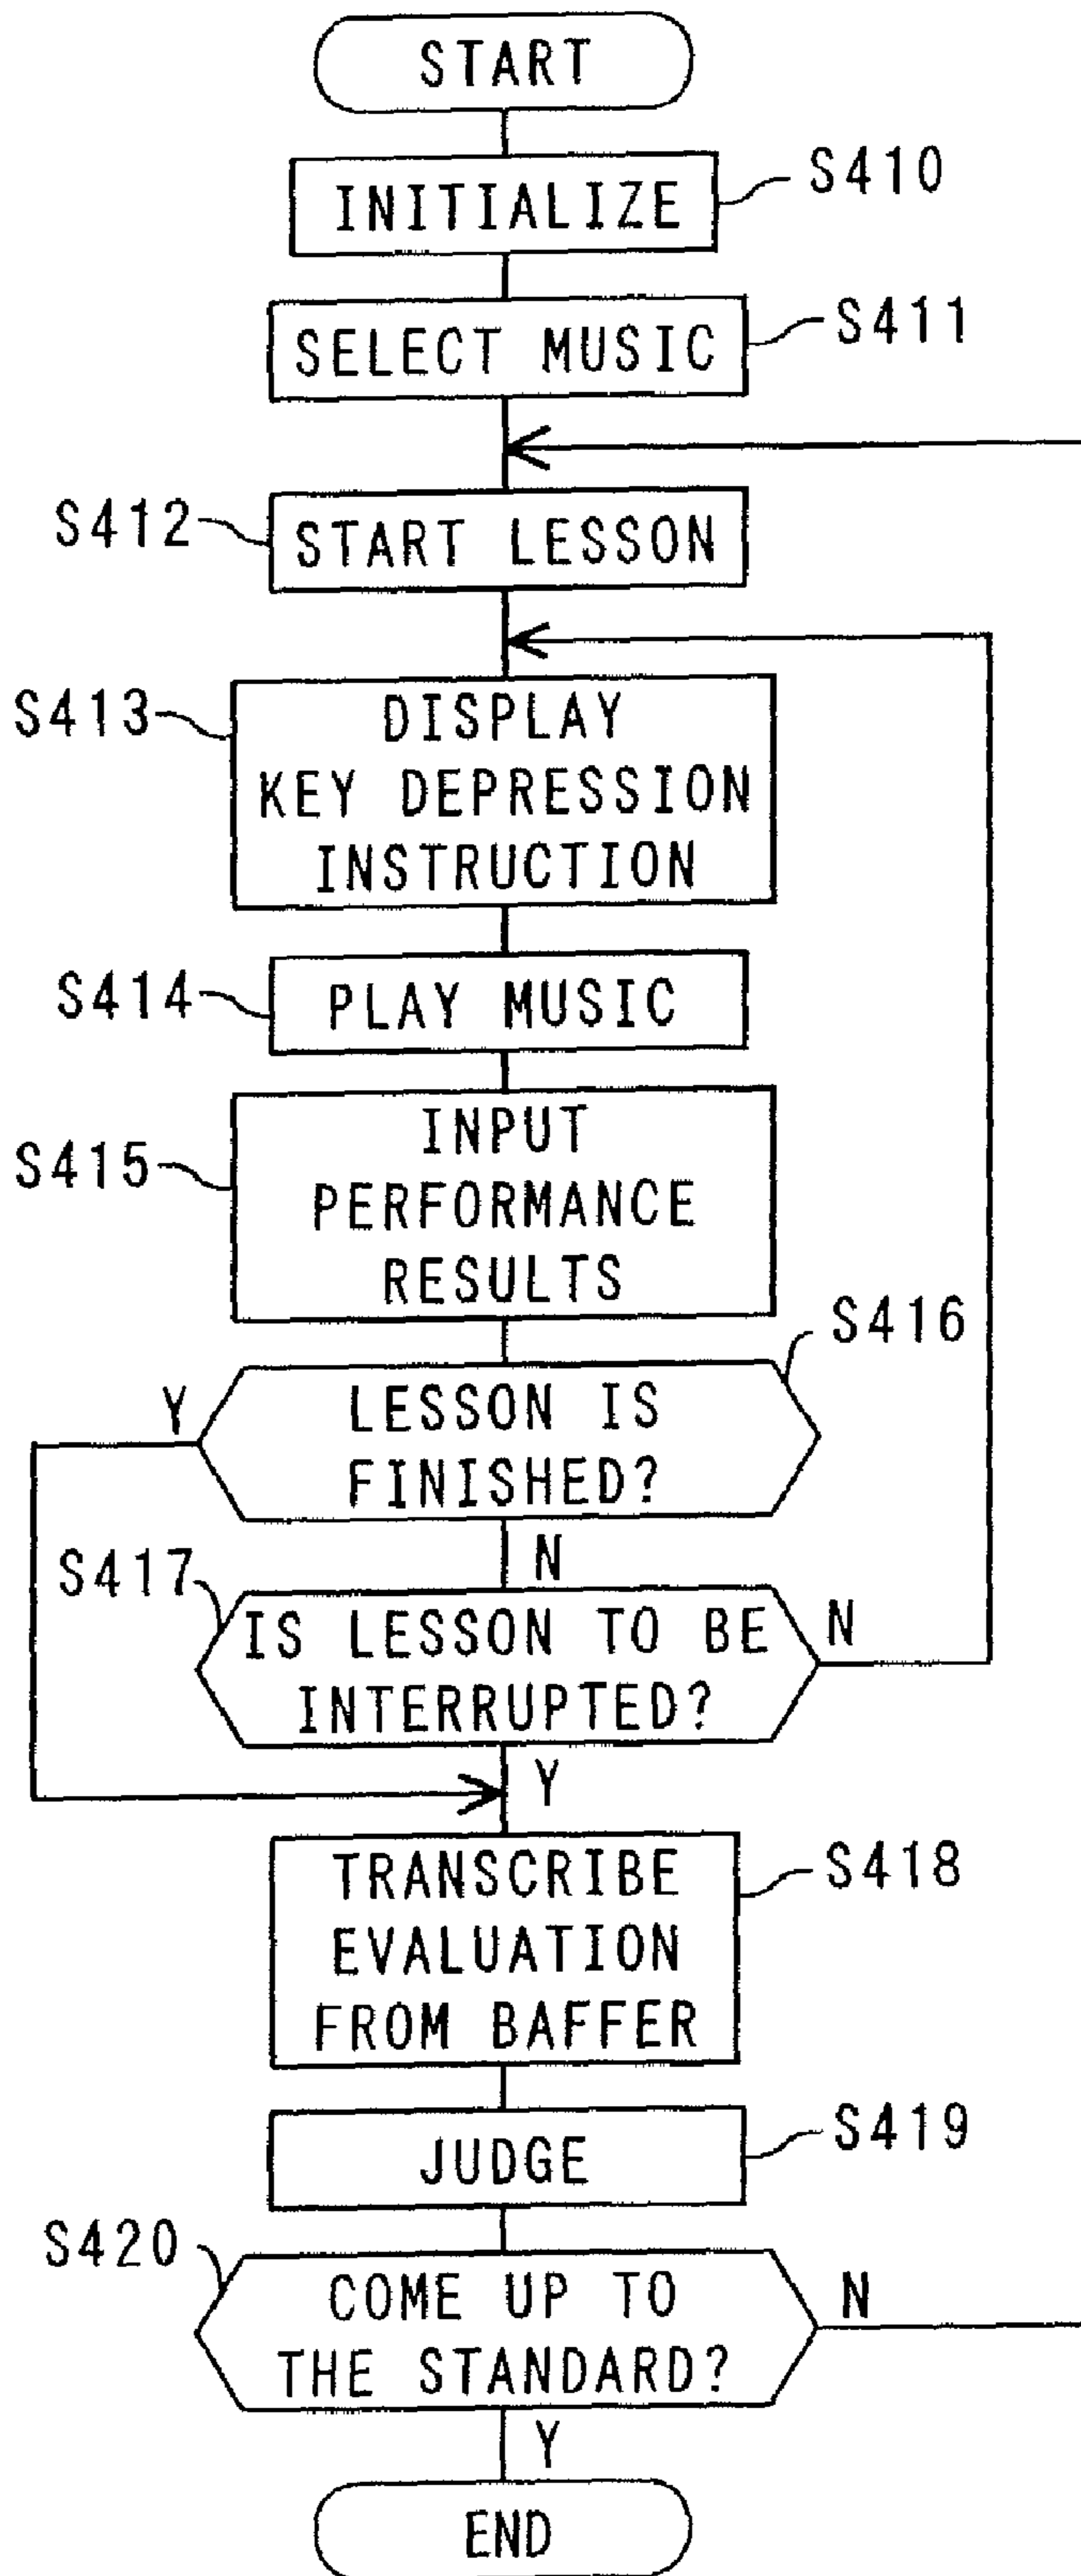 START
INITIALIZE
S410
SELECT MUSIC
S411
S412
START LESSON
S413
DISPLAY
KEY DEPRESSION
INSTRUCTION
S414
PLAY MUSIC
S415
INPUT
PERFORMANCE
RESULTS
S416
Y
LESSON IS
FINISHED?
N
S417
IS LESSON TO BE
INTERRUPTED?
N
Y
TRANSCRIBE
EVALUATION
FROM BAFFER
S418
JUDGE
S419
S420
COME UP TO
THE STANDARD?
N
Y
END